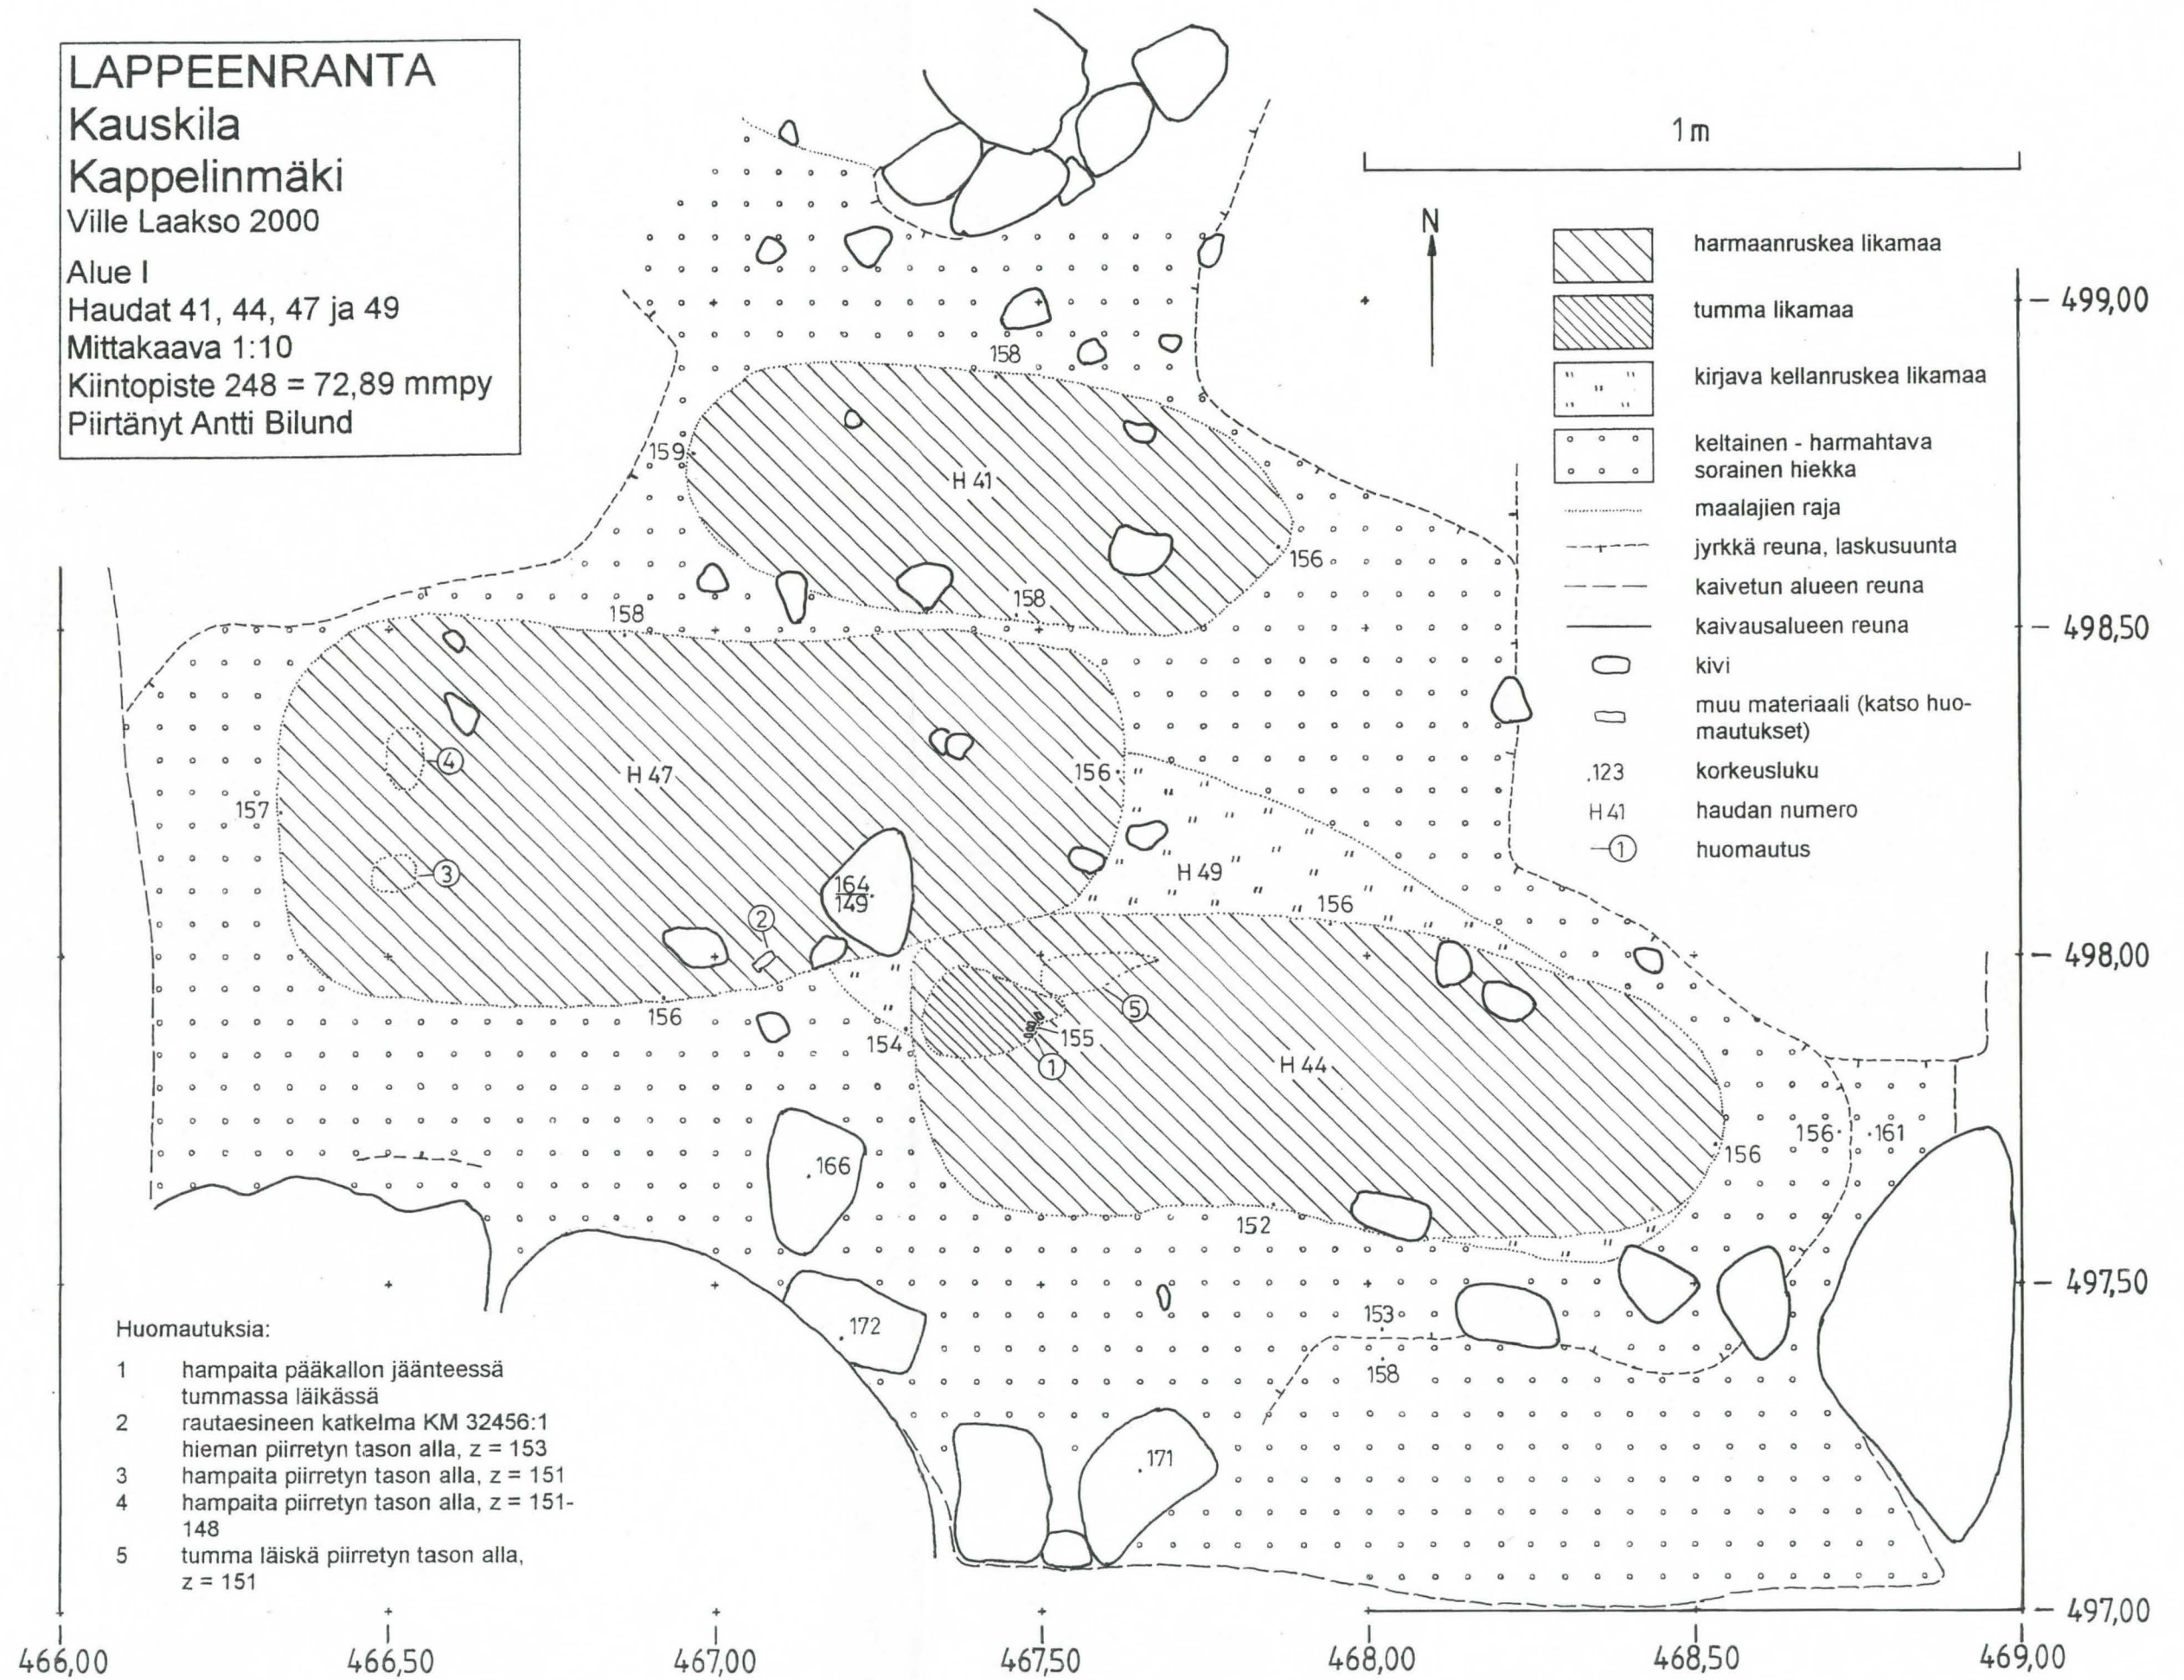 LAPPEENRANTA
Kauskila
Kappelinmäki
Ville Laakso 2000
Alue I
Haudat 41, 44, 47 ja 49
Mittakaava 1:10
Kiintopiste 248 = 72,89 mmpy
Piirtänyt Antti Bilund
1 m
N
harmaanruskea likamaa
tumma likamaa
kirjava kellanruskea likamaa
keltainen - harmahtava
sorainen hiekka
maalajien raja
jyrkkä reuna, laskusuunta
kaivetun alueen reuna
kaivausalueen reuna
kivi
muu materiaali (katso huo-
mautukset)
.123 korkeusluku
H 41 haudan numero
1 huomautus
499,00
498,50
498,00
497,50
497,00
158
159
H 41
156
158
158
4
H 47
156
157
3
164
149
H 49
2
156
156
5
154
155
1
H 44
156
161
166
156
152
172
153
158
171
Huomautuksia:
1 hampaita pääkallon jäänteessä
tummassa läikässä
2 rautaesineen katkelma KM 32456:1
hieman piirretyn tason alla, z = 153
3 hampaita piirretyn tason alla, z = 151
4 hampaita piirretyn tason alla, z = 151-
148
5 tumma läiskä piirretyn tason alla,
z = 151
466,00 466,50 467,00 467,50 468,00 468,50 469,00